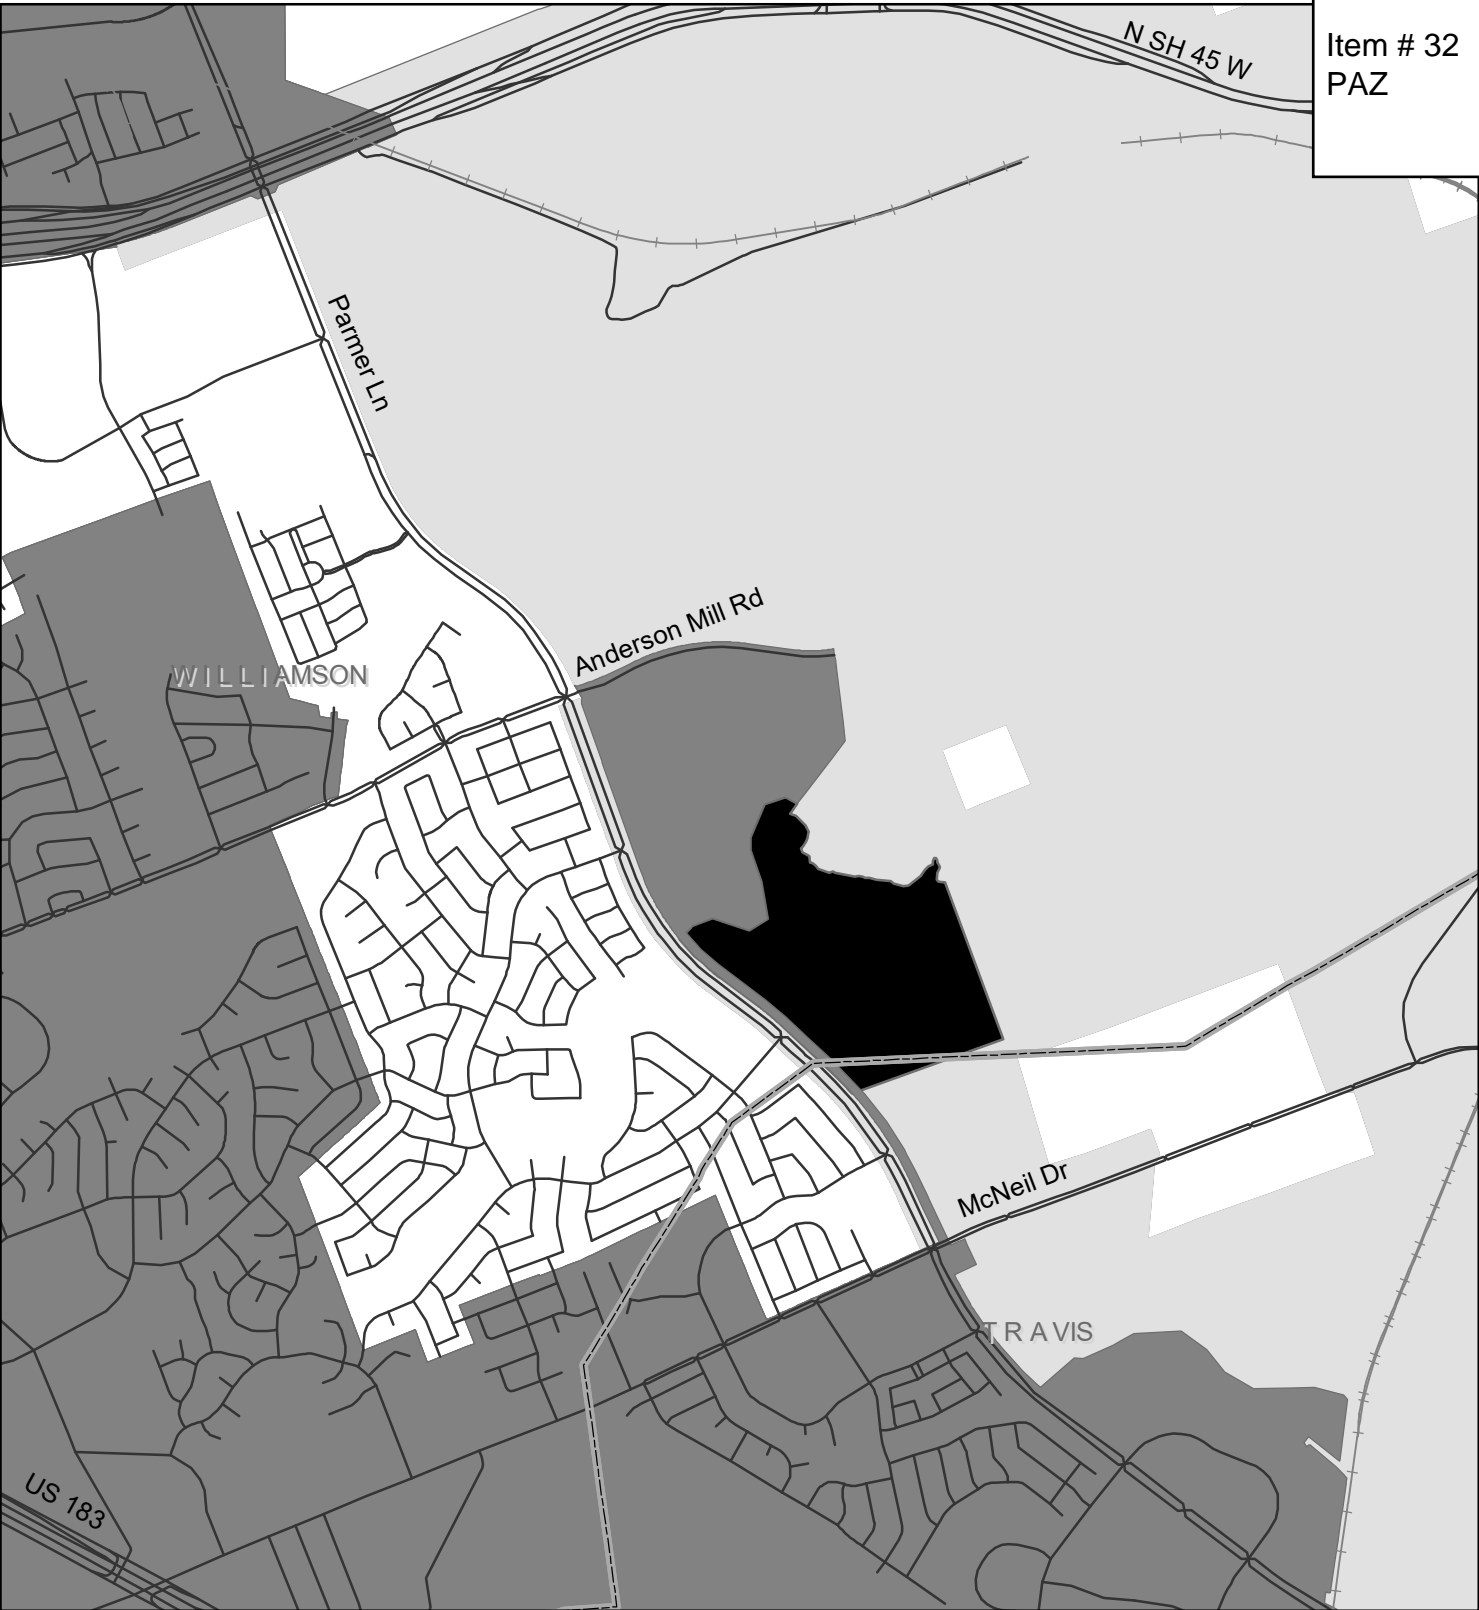 N SH 45 W
Item # 32
PAZ
Parmer Ln
Anderson Mill Rd
WILLIAMSON
McNeil Dr
TRAVIS
US 183